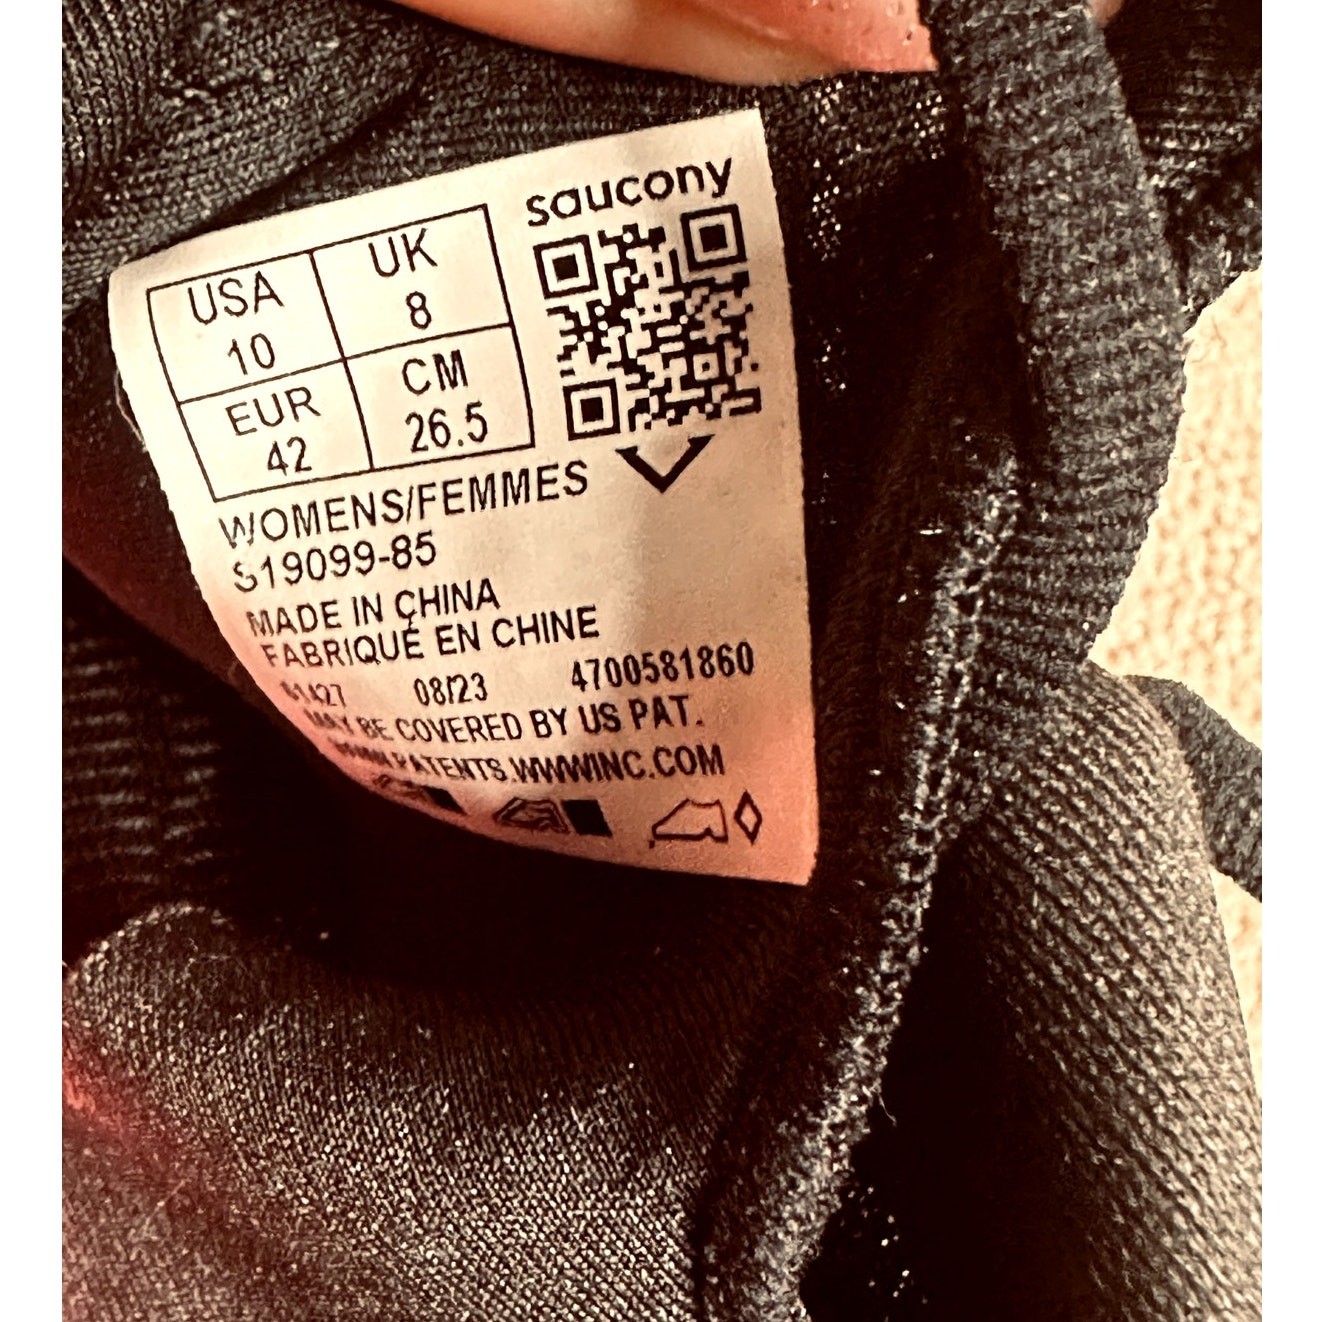 saucony
USA UK
10 8
EUR CM
42 26.5
WOMENS/FEMMES
S19099-85
MADE IN CHINA
FABRIQUÉ EN CHINE
08/23 4700581860
MAY BE COVERED BY US PAT.
PATENTS.WWWINC.COM